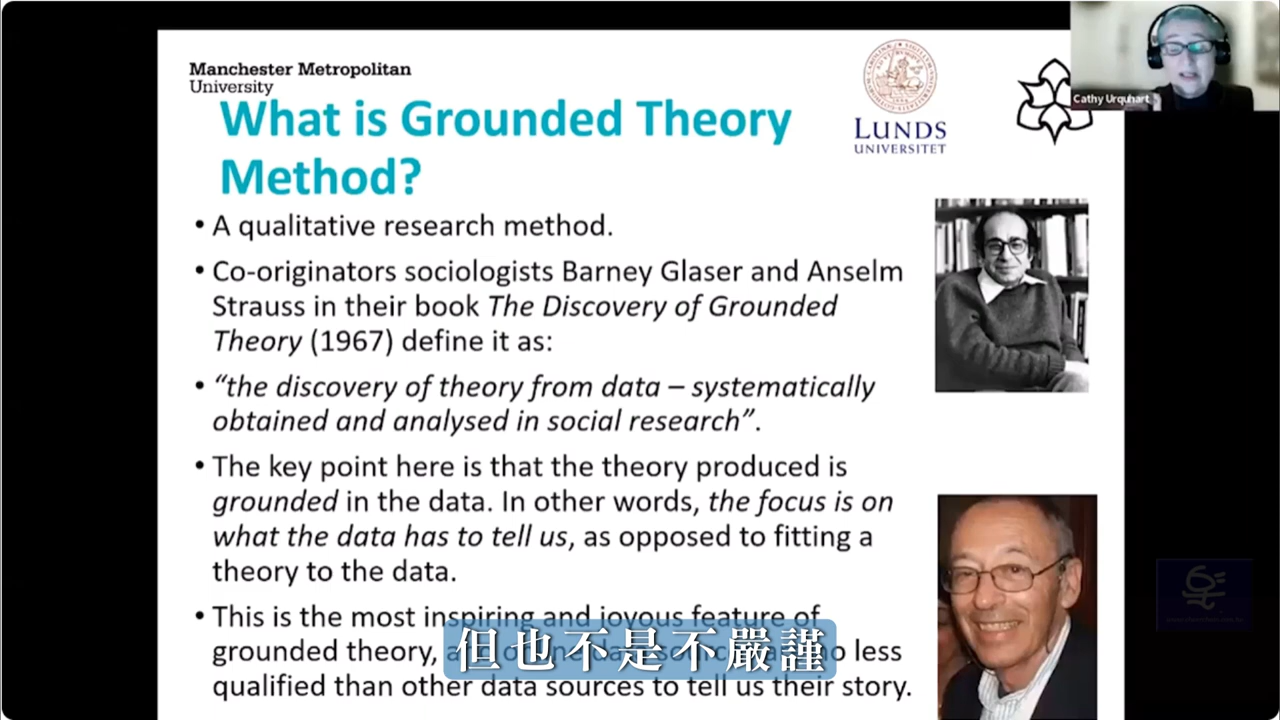 Manchester Metropolitan
University
What is Grounded Theory
Method?
LUNDS
UNIVERSITET
Cathy Urquhart
• A qualitative research method.
• Co-originators sociologists Barney Glaser and Anselm
Strauss in their book The Discovery of Grounded
Theory (1967) define it as:
• “the discovery of theory from data – systematically
obtained and analysed in social research”.
• The key point here is that the theory produced is
grounded in the data. In other words, the focus is on
what the data has to tell us, as opposed to fitting a
theory to the data.
• This is the most inspiring and joyous feature of
grounded theory, no less
但也不是不嚴謹
qualified than other data sources to tell us their story.